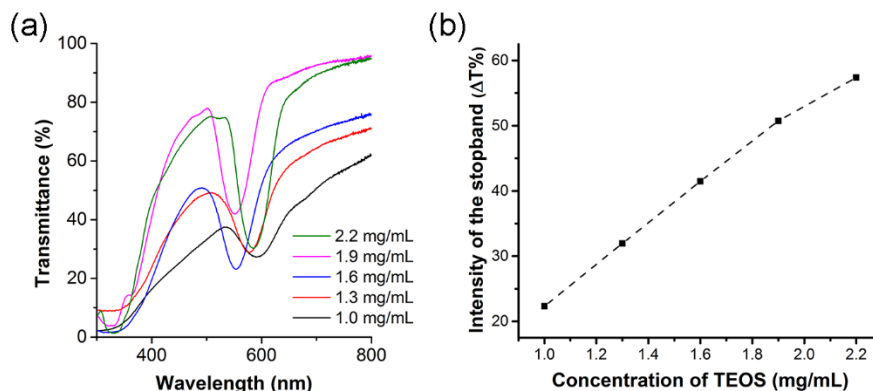 (a)
100
80
60
40
20
0
Transmittance (%)
400
600
800
Wavelength (nm)
2.2 mg/mL
1.9 mg/mL
1.6 mg/mL
1.3 mg/mL
1.0 mg/mL
(b)
60
50
40
30
20
Intensity of the stopband (ΔT%)
1.0
1.2
1.4
1.6
1.8
2.0
2.2
Concentration of TEOS (mg/mL)